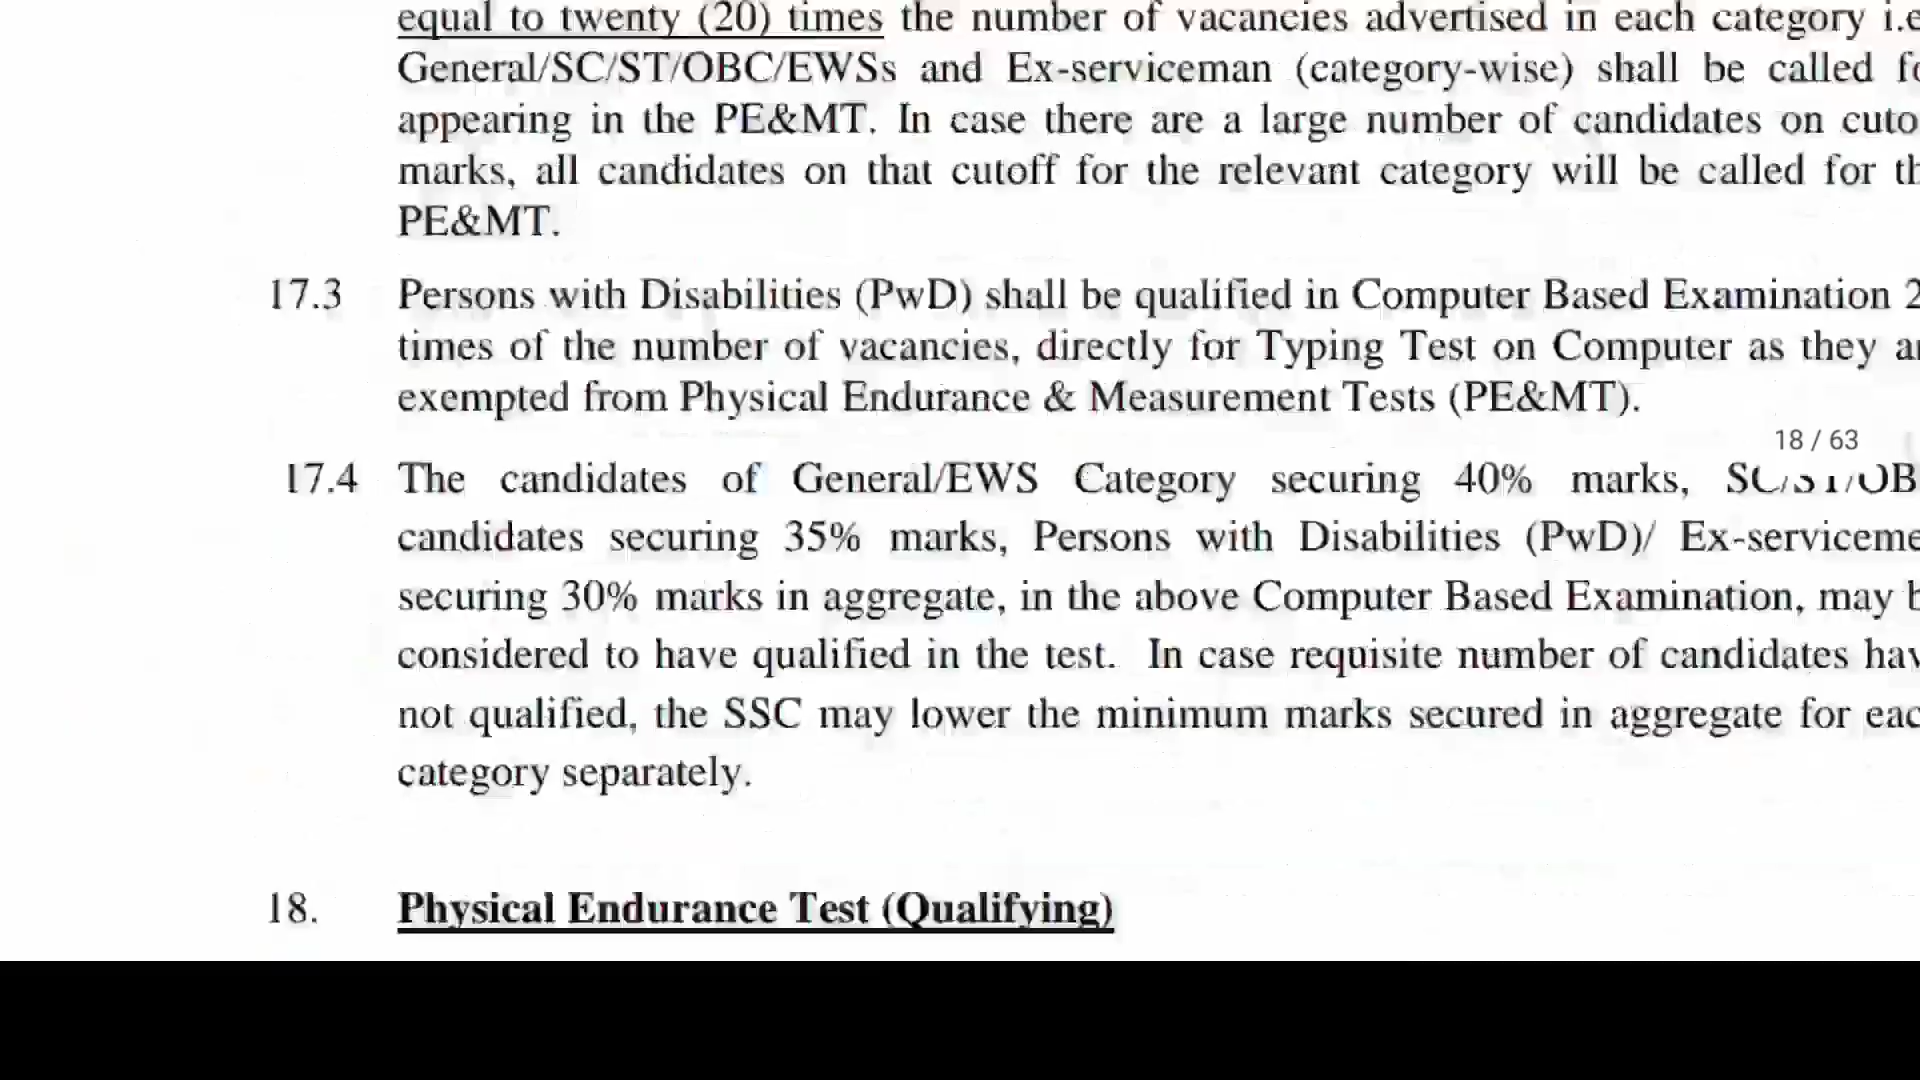 equal to twenty (20) times the number of vacancies advertised in each category i.e
General/SC/ST/OBC/EWSs and Ex-serviceman (category-wise) shall be called fo
appearing in the PE&MT. In case there are a large number of candidates on cuto
marks, all candidates on that cutoff for the relevant category will be called for th
PE&MT.
17.3 Persons with Disabilities (PwD) shall be qualified in Computer Based Examination 2
times of the number of vacancies, directly for Typing Test on Computer as they ar
exempted from Physical Endurance & Measurement Tests (PE&MT).
18 / 63
17.4 The candidates of General/EWS Category securing 40% marks, SC/ST/OB
candidates securing 35% marks, Persons with Disabilities (PwD)/ Ex-serviceme
securing 30% marks in aggregate, in the above Computer Based Examination, may b
considered to have qualified in the test. In case requisite number of candidates hav
not qualified, the SSC may lower the minimum marks secured in aggregate for eac
category separately.
18. Physical Endurance Test (Qualifying)